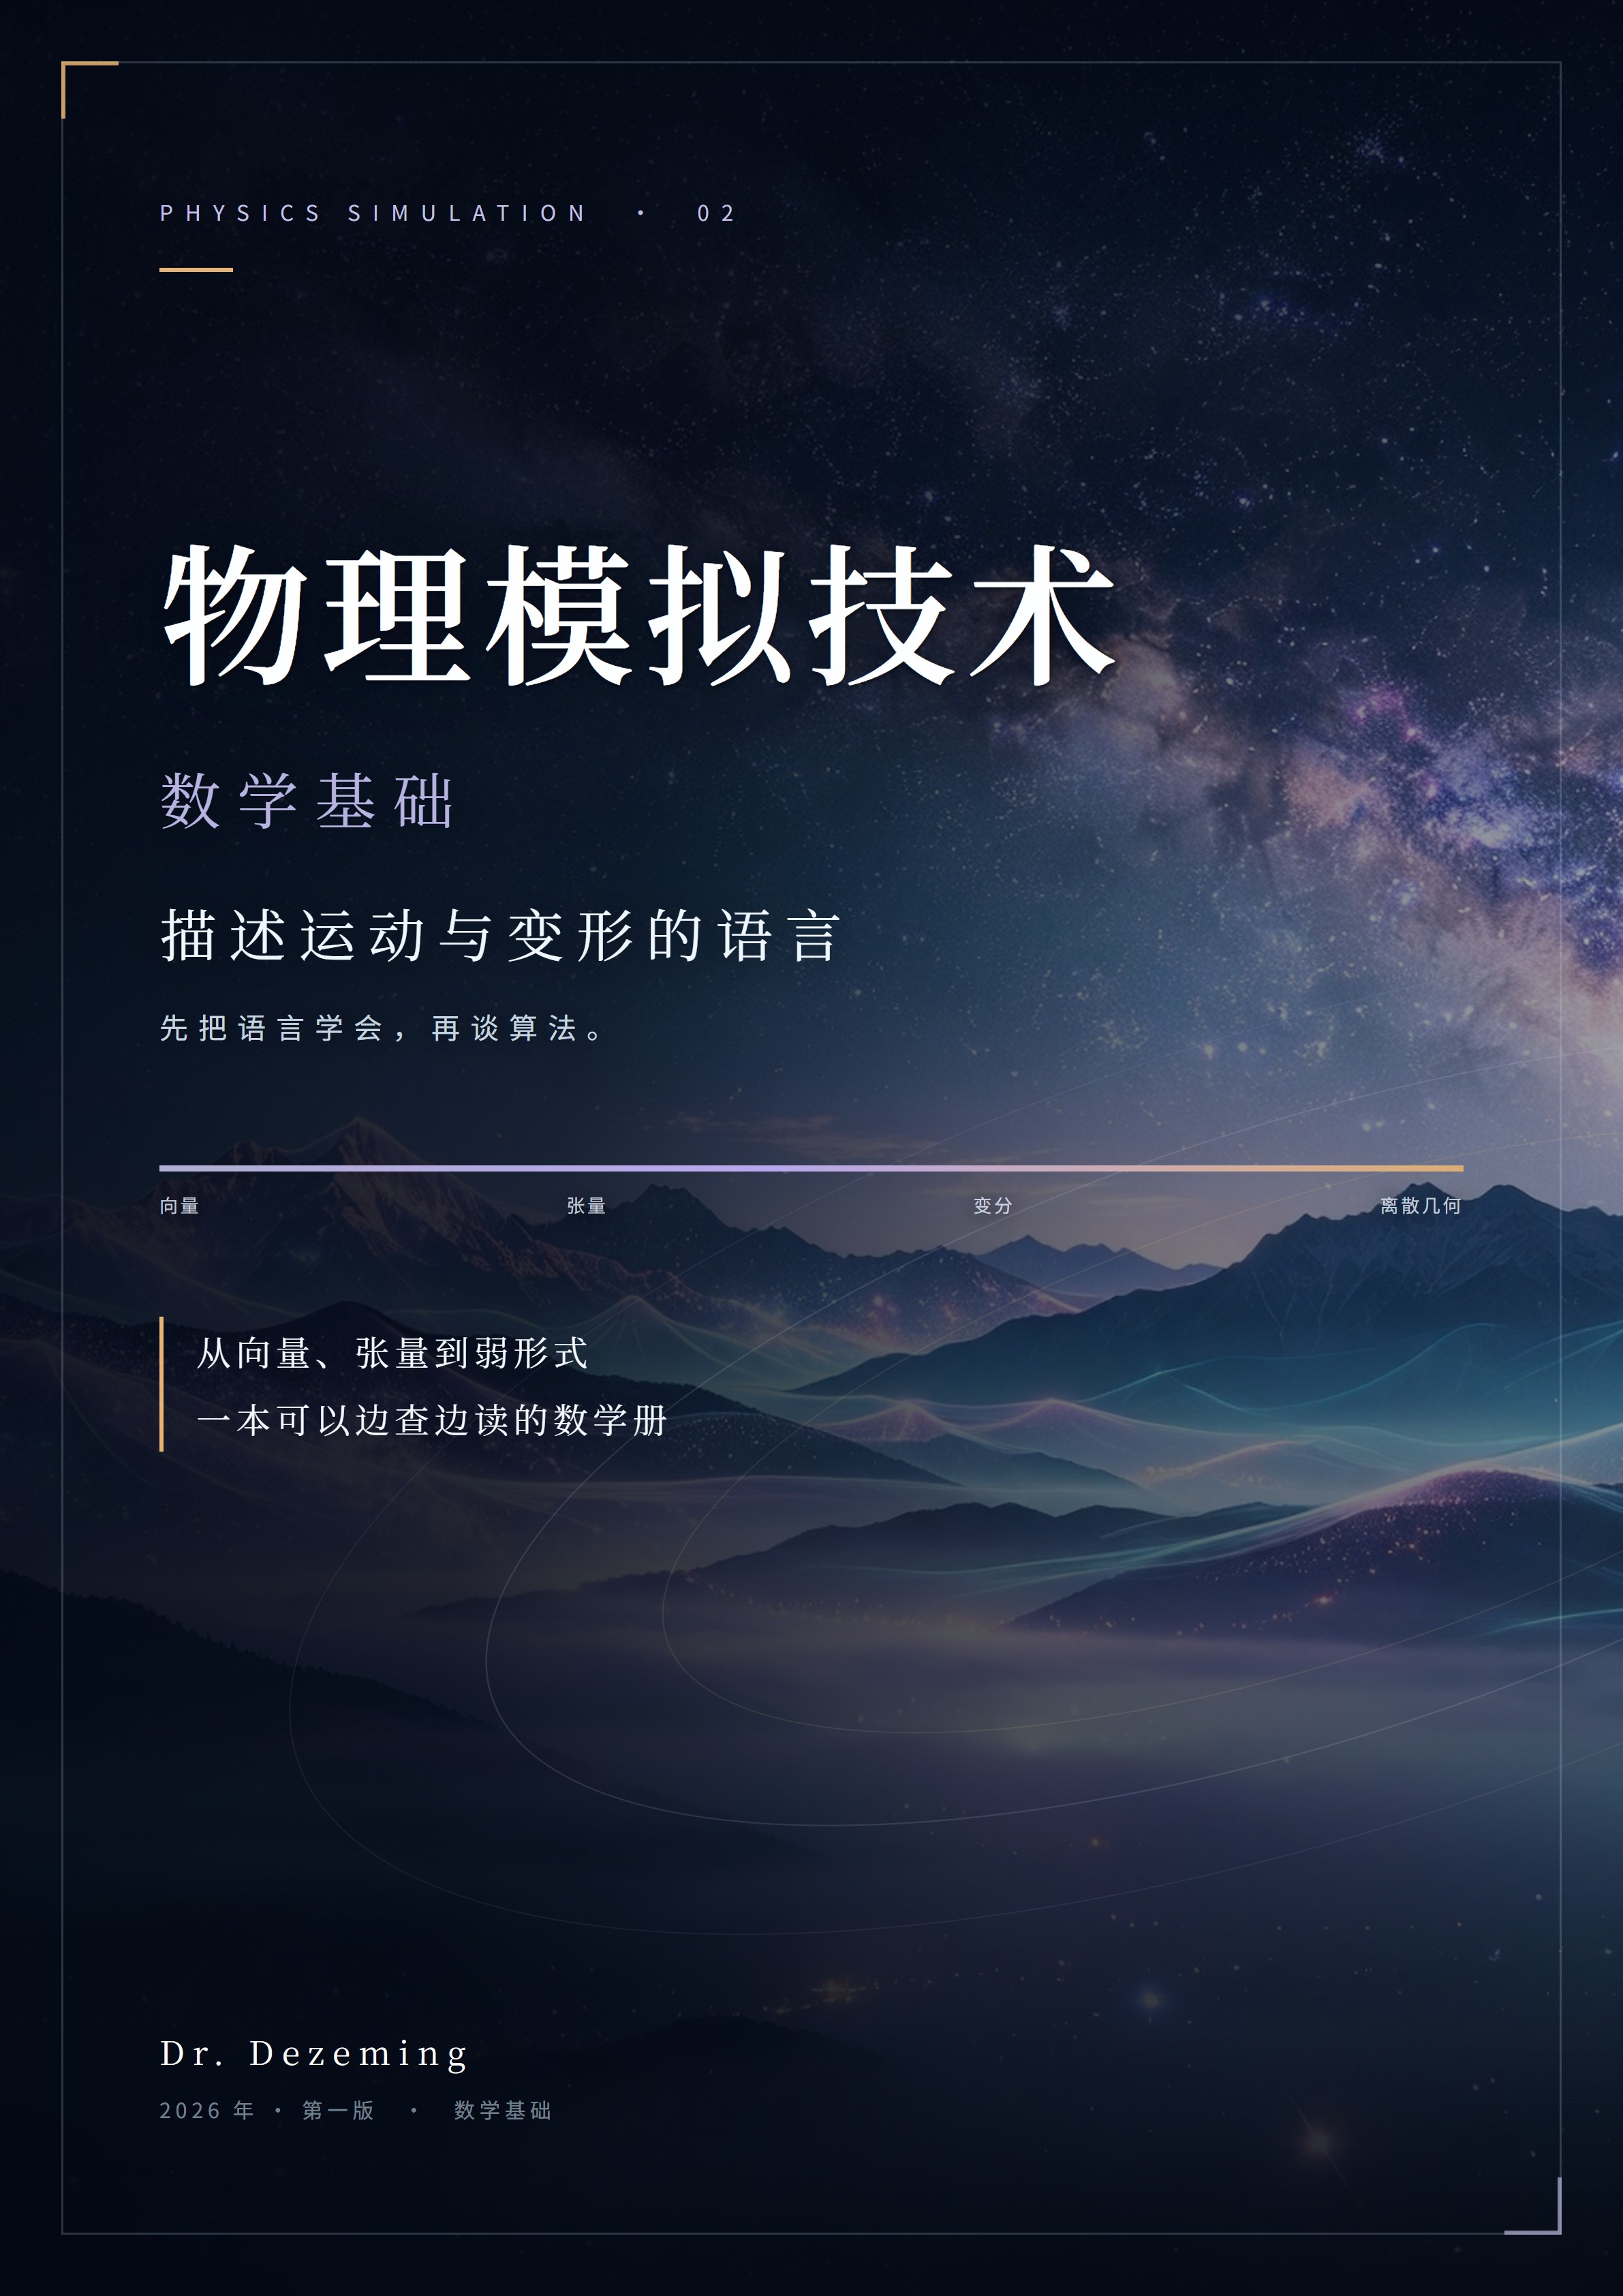 PHYSICS SIMULATION · 02
物理模拟技术
数学基础
描述运动与变形的语言
先把语言学会，再谈算法。
向量 张量 变分 离散几何
从向量、张量到弱形式
一本可以边查边读的数学册
Dr. Dezeming
2026 年 · 第一版 · 数学基础